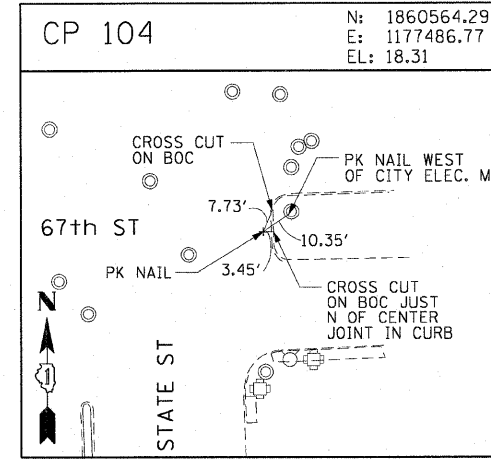 CP 104
N: 1860564.29
E: 1177486.77
EL: 18.31
CROSS CUT
ON BOC
PK NAIL WEST
OF CITY ELEC. M
7.73'
67th ST
10.35'
PK NAIL
3.45'
CROSS CUT
ON BOC JUST
N OF CENTER
JOINT IN CURB
N
1
STATE ST